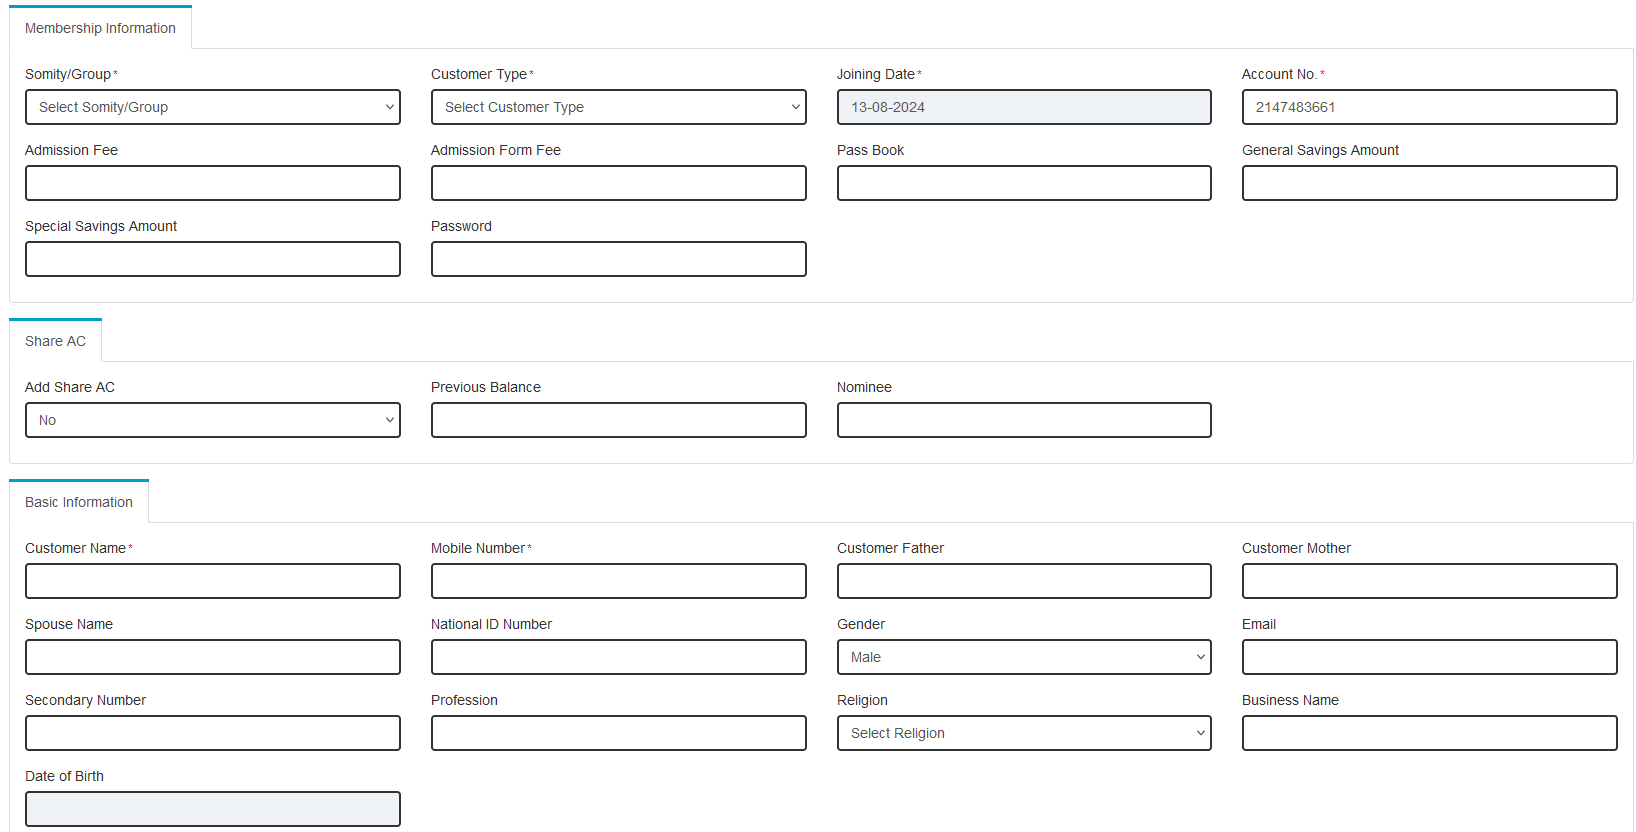 Membership Information
Somity/Group* Customer Type* Joining Date* Account No.*
Select Somity/Group Select Customer Type 13-08-2024 2147483661
Admission Fee Admission Form Fee Pass Book General Savings Amount
Special Savings Amount Password
Share AC
Add Share AC Previous Balance Nominee
No
Basic Information
Customer Name* Mobile Number* Customer Father Customer Mother
Spouse Name National ID Number Gender Email
Male
Secondary Number Profession Religion Business Name
Select Religion
Date of Birth